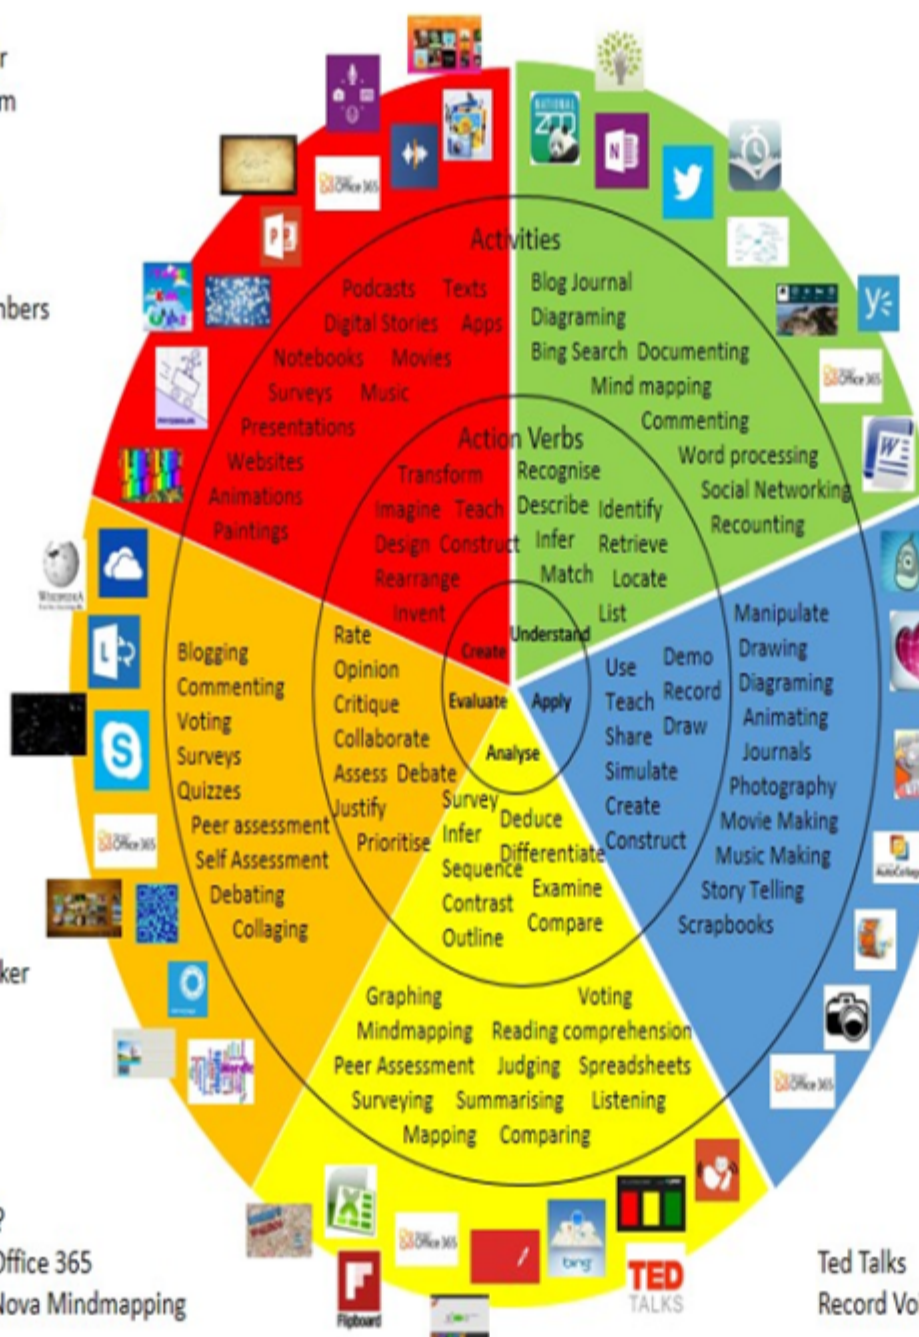 r
m
nbers
ker
?
Office 365
Nova Mindmapping
Ted Talks
Record Voi
Activities
Podcasts Texts
Digital Stories Apps
Notebooks Movies
Surveys Music
Presentations
Websites
Animations
Paintings
Blog Journal
Diagraming
Bing Search Documenting
Mind mapping
Commenting
Word processing
Social Networking
Recounting
Action Verbs
Transform
Imagine Teach
Design Construct
Rearrange
Invent
Recognise
Describe Identify
Infer Retrieve
Match Locate
List
Create
Understand
Evaluate
Apply
Analyse
Use Demo
Teach Record
Share Draw
Simulate
Create
Construct
Manipulate
Drawing
Diagraming
Animating
Journals
Photography
Movie Making
Music Making
Story Telling
Scrapbooks
Rate
Opinion
Critique
Collaborate
Assess Debate
Justify
Prioritise
Blogging
Commenting
Voting
Surveys
Quizzes
Peer assessment
Self Assessment
Debating
Collaging
Survey
Infer
Sequence
Contrast
Outline
Deduce
Differentiate
Examine
Compare
Graphing Voting
Mindmapping Reading comprehension
Peer Assessment Judging Spreadsheets
Surveying Summarising Listening
Mapping Comparing
Office 365
P
NATIONAL
ZOO
N
Office 365
W
AutoCollage
Office 365
WIKIPEDIA
L
S
Office 365
Wordle
X
Office 365
Flipboard
bing
TED
TALKS